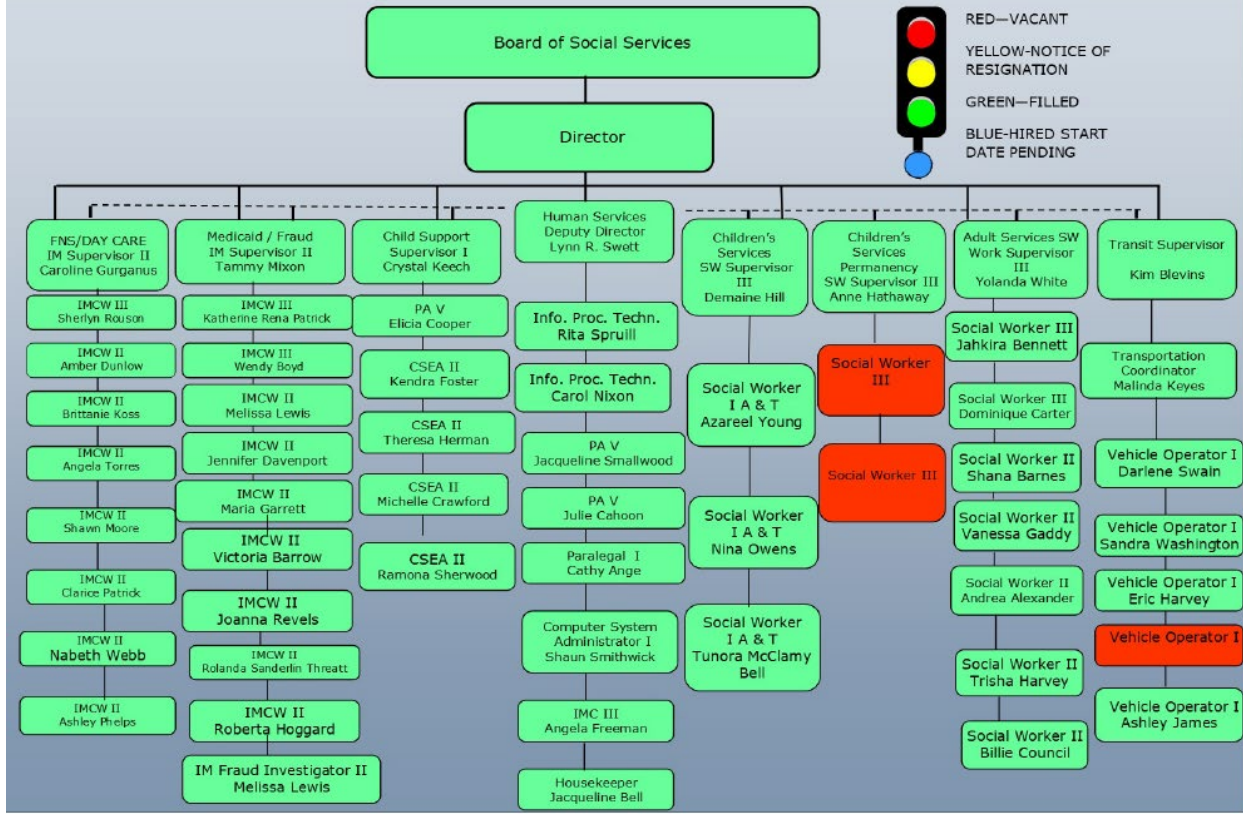 Board of Social Services
RED—VACANT
YELLOW-NOTICE OF
RESIGNATION
GREEN—FILLED
BLUE-HIRED START
DATE PENDING
Director
FNS/DAY CARE
IM Supervisor II
Caroline Gurganus
IMCW III
Sherlyn Rouson
IMCW II
Amber Dunlow
IMCW II
Brittanie Koss
IMCW II
Angela Torres
IMCW II
Shawn Moore
IMCW II
Clarice Patrick
IMCW II
Nabeth Webb
IMCW II
Ashley Phelps
Medicaid / Fraud
IM Supervisor II
Tammy Mixon
IMCW III
Katherine Rena Patrick
IMCW III
Wendy Boyd
IMCW II
Melissa Lewis
IMCW II
Jennifer Davenport
IMCW II
Maria Garrett
IMCW II
Victoria Barrow
IMCW II
Joanna Revels
IMCW II
Rolanda Sanderlin Threatt
IMCW II
Roberta Hoggard
IM Fraud Investigator II
Melissa Lewis
Child Support
Supervisor I
Crystal Keech
PA V
Elicia Cooper
CSEA II
Kendra Foster
CSEA II
Theresa Herman
CSEA II
Michelle Crawford
CSEA II
Ramona Sherwood
Human Services
Deputy Director
Lynn R. Swett
Info. Proc. Techn.
Rita Spruill
Info. Proc. Techn.
Carol Nixon
PA V
Jacqueline Smallwood
PA V
Julie Cahoon
Paralegal I
Cathy Ange
Computer System
Administrator I
Shaun Smithwick
IMC III
Angela Freeman
Housekeeper
Jacqueline Bell
Children's
Services
SW Supervisor
III
Demaine Hill
Social Worker
I A & T
Azareel Young
Social Worker
I A & T
Nina Owens
Social Worker
I A & T
Tunora McClamy
Bell
Children's
Services
Permanency
SW Supervisor III
Anne Hathaway
Social Worker
III
Social Worker III
Adult Services SW
Work Supervisor
III
Yolanda White
Social Worker III
Jahkira Bennett
Social Worker III
Dominique Carter
Social Worker II
Shana Barnes
Social Worker II
Vanessa Gaddy
Social Worker II
Andrea Alexander
Social Worker II
Trisha Harvey
Social Worker II
Billie Council
Transit Supervisor
Kim Blevins
Transportation
Coordinator
Malinda Keyes
Vehicle Operator I
Darlene Swain
Vehicle Operator I
Sandra Washington
Vehicle Operator I
Eric Harvey
Vehicle Operator I
Vehicle Operator I
Ashley James